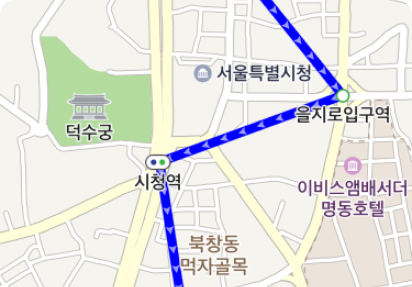 서울특별시청
을지로입구역
덕수궁
시청역
이비스앰배서더
명동호텔
북창동
먹자골목